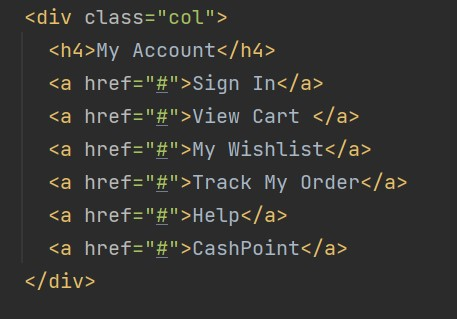 <div class="col">
<h4>My Account</h4>
<a href="#">Sign In</a>
<a href="#">View Cart </a>
<a href="#">My Wishlist</a>
<a href="#">Track My Order</a>
<a href="#">Help</a>
<a href="#">CashPoint</a>
</div>